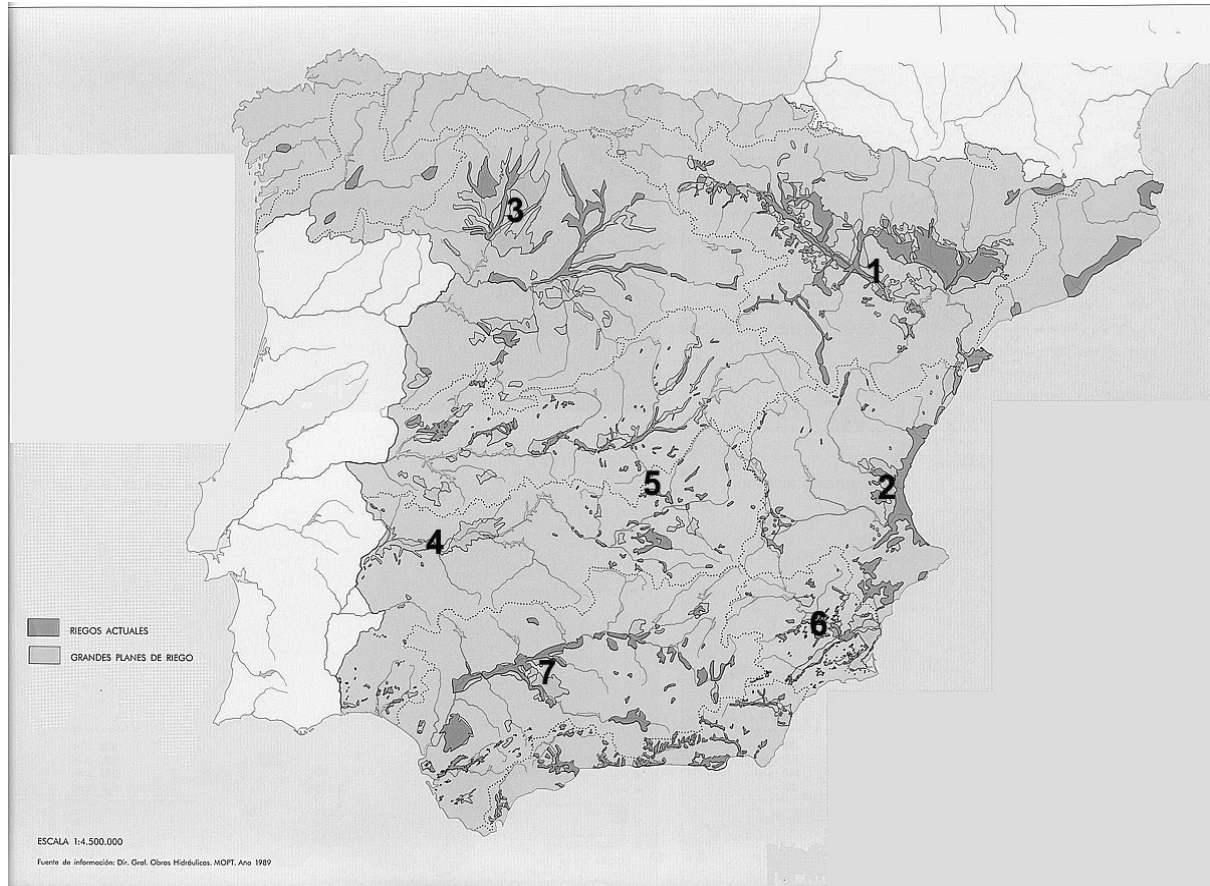 3
1
2
5
4
6
7
RIEGOS ACTUALES
GRANDES PLANES DE RIEGO
ESCALA 1:4.500.000
Fuente de información: Dir. Gral. Obras Hidráulicas. MOPT. Ano 1989